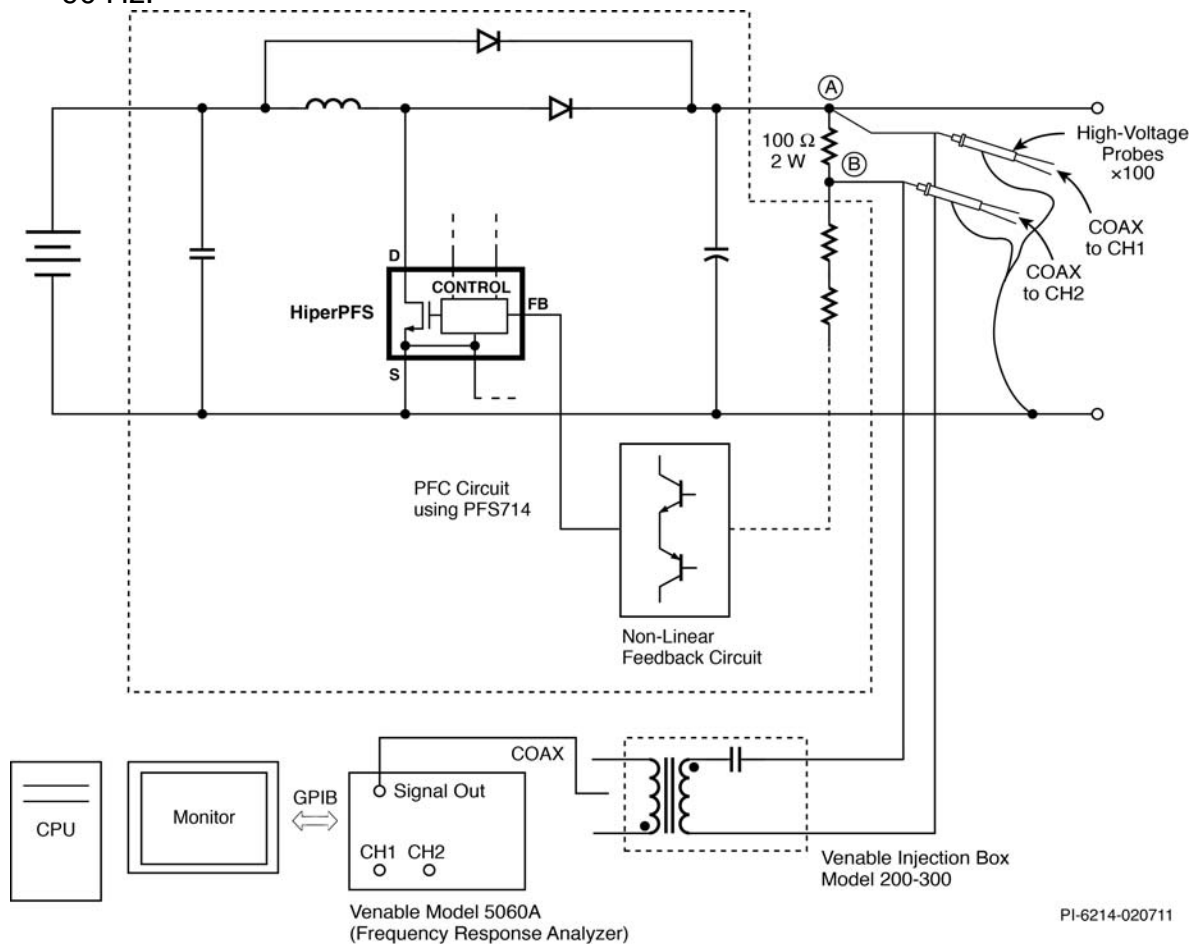 A
100 Ω
2 W
B
High-Voltage
Probes
×100
COAX
to CH1
COAX
to CH2
D
CONTROL
HiperPFS
FB
S
PFC Circuit
using PFS714
Non-Linear
Feedback Circuit
COAX
CPU
Monitor
GPIB
Signal Out
CH1 CH2
Venable Model 5060A
(Frequency Response Analyzer)
Venable Injection Box
Model 200-300
PI-6214-020711